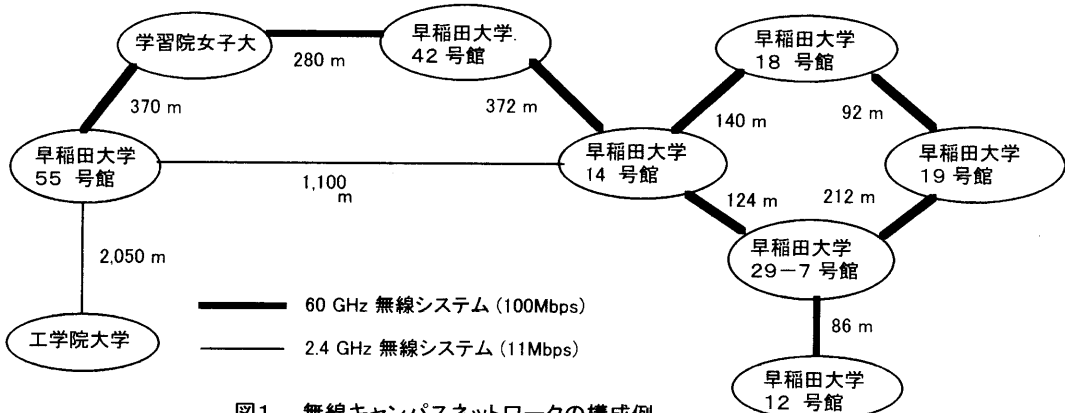 学習院女子大
280 m
早稲田大学.
42 号館
早稲田大学
18 号館
370 m
372 m
140 m
92 m
早稲田大学
55 号館
1,100
m
早稲田大学
14 号館
早稲田大学
19 号館
124 m
212 m
2,050 m
早稲田大学
29-7 号館
60 GHz 無線システム (100Mbps)
86 m
工学院大学
2.4 GHz 無線システム (11Mbps)
早稲田大学
12 号館
図1 無線キャンパスネットワークの構成例